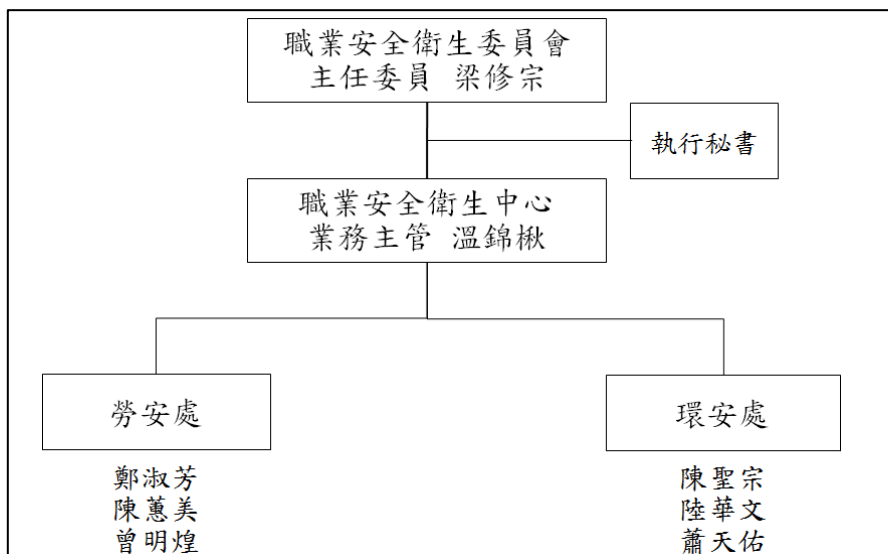 職業安全衛生委員會
主任委員 梁修宗
執行秘書
職業安全衛生中心
業務主管 溫錦楸
勞安處
鄭淑芳
陳蕙美
曾明煌
環安處
陳聖宗
陸華文
蕭天佑